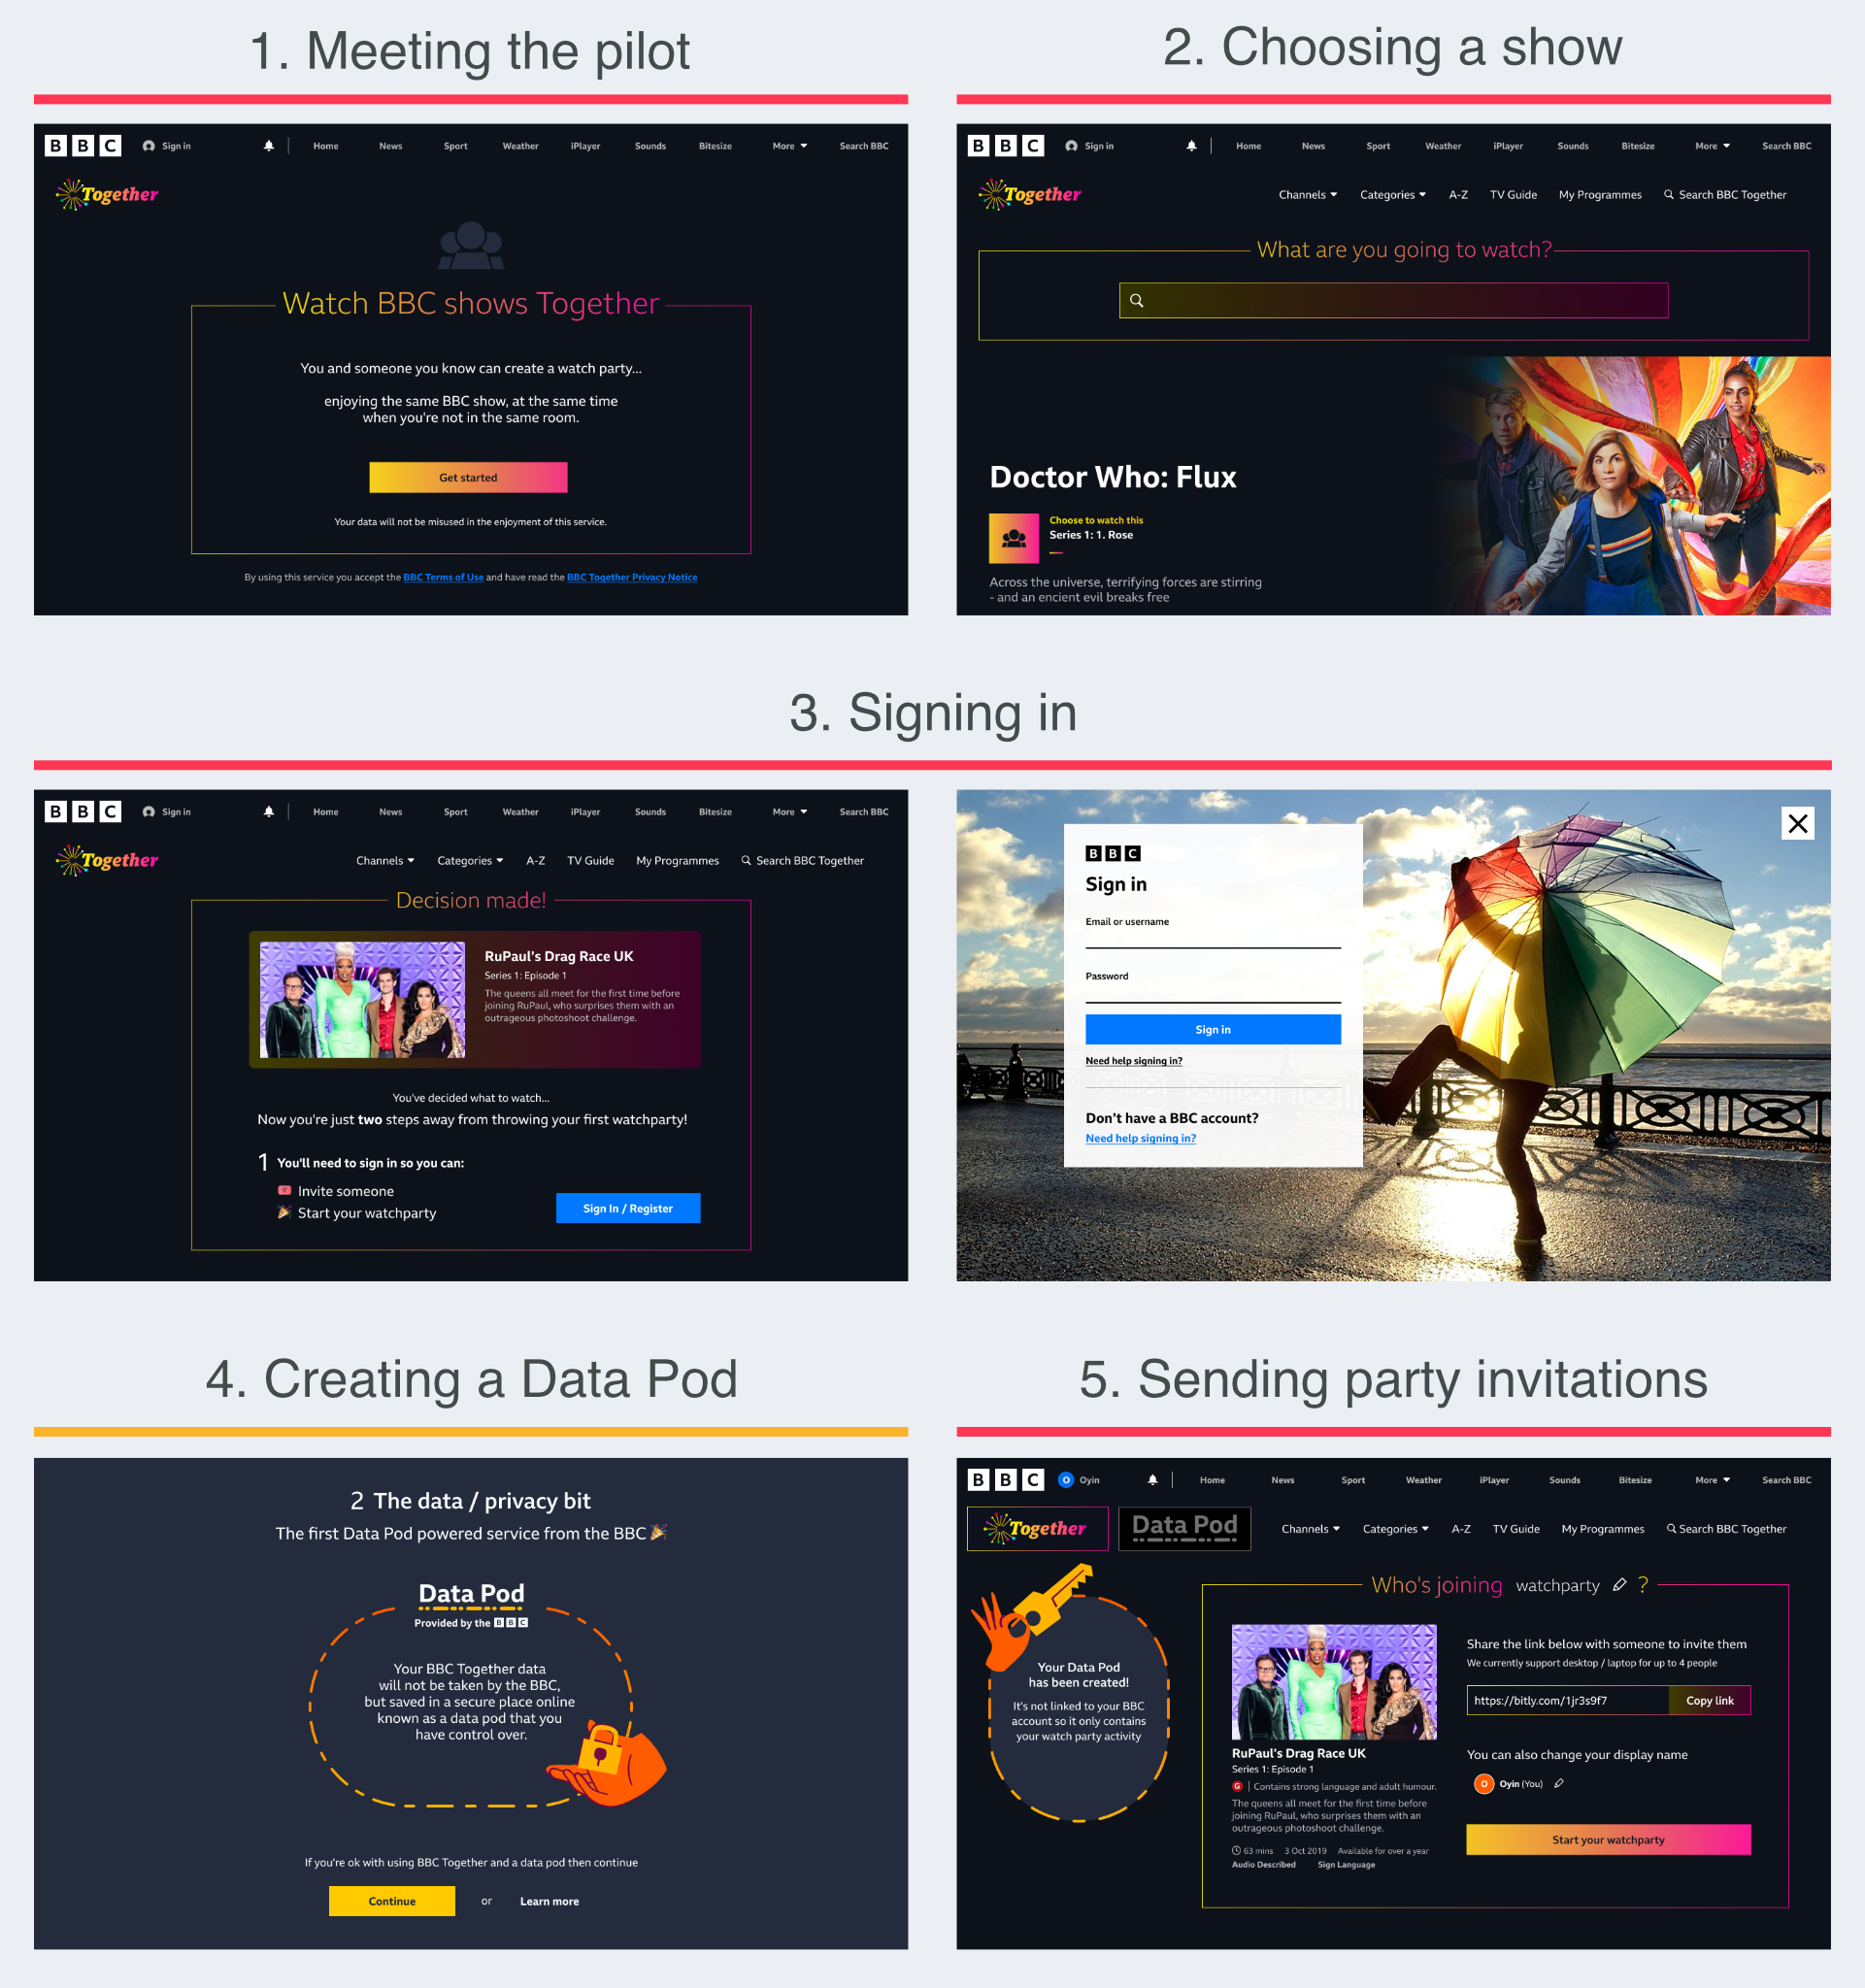 1. Meeting the pilot
BBC Sign in Home News Sport Weather iPlayer Sounds Bitesize More Search BBC
Together
Watch BBC shows Together
You and someone you know can create a watch party...
enjoying the same BBC show, at the same time
when you're not in the same room.
Get started
Your data will not be misused in the enjoyment of this service.
By using this service you accept the BBC Terms of Use and have read the BBC Together Privacy Notice
2. Choosing a show
BBC Sign in Home News Sport Weather iPlayer Sounds Bitesize More Search BBC
Together Channels Categories A-Z TV Guide My Programmes Search BBC Together
What are you going to watch?
Doctor Who: Flux
Choose to watch this
Series 1: 1. Rose
Across the universe, terrifying forces are stirring
- and an encient evil breaks free
3. Signing in
BBC Sign in Home News Sport Weather iPlayer Sounds Bitesize More Search BBC
Together Channels Categories A-Z TV Guide My Programmes Search BBC Together
Decision made!
RuPaul's Drag Race UK
Series 1: Episode 1
The queens all meet for the first time before
joining RuPaul, who surprises them with an
outrageous photoshoot challenge.
You've decided what to watch...
Now you're just two steps away from throwing your first watchparty!
1 You'll need to sign in so you can:
Invite someone
Start your watchparty
Sign In / Register
BBC
Sign in
Email or username
Password
Sign in
Need help signing in?
Don't have a BBC account?
Need help signing in?
4. Creating a Data Pod
2 The data / privacy bit
The first Data Pod powered service from the BBC
Data Pod
Provided by the BBC
Your BBC Together data
will not be taken by the BBC,
but saved in a secure place online
known as a data pod that you
have control over.
If you're ok with using BBC Together and a data pod then continue
Continue or Learn more
5. Sending party invitations
BBC O Oyin Home News Sport Weather iPlayer Sounds Bitesize More Search BBC
Together Data Pod Channels Categories A-Z TV Guide My Programmes Search BBC Together
Your Data Pod
has been created!
It's not linked to your BBC
account so it only contains
your watch party activity
Who's joining watchparty ?
RuPaul's Drag Race UK
Series 1: Episode 1
G | Contains strong language and adult humour.
The queens all meet for the first time before
joining RuPaul, who surprises them with an
outrageous photoshoot challenge.
63 mins 3 Oct 2019 Available for over a year
Audio Described Sign Language
Share the link below with someone to invite them
We currently support desktop / laptop for up to 4 people
https://bitly.com/1jr3s9f7 Copy link
You can also change your display name
O Oyin (You)
Start your watchparty